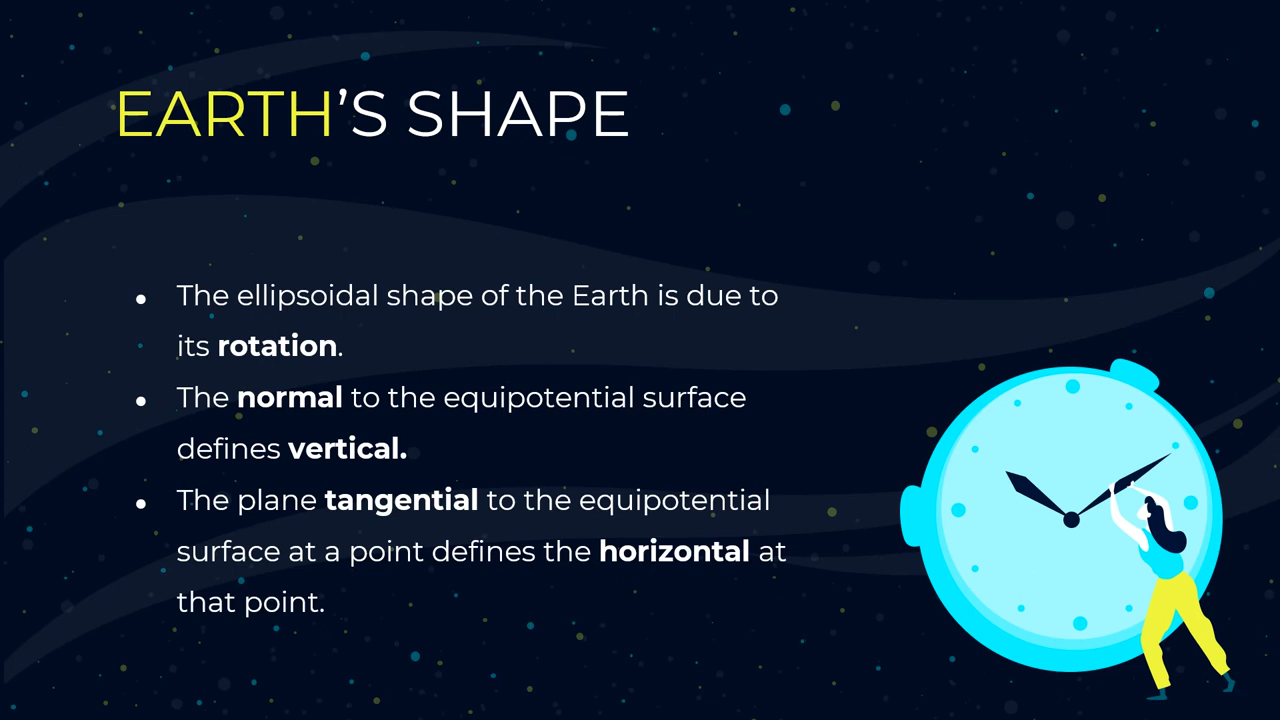 EARTH’S SHAPE
● The ellipsoidal shape of the Earth is due to
its rotation.
● The normal to the equipotential surface
defines vertical.
● The plane tangential to the equipotential
surface at a point defines the horizontal at
that point.